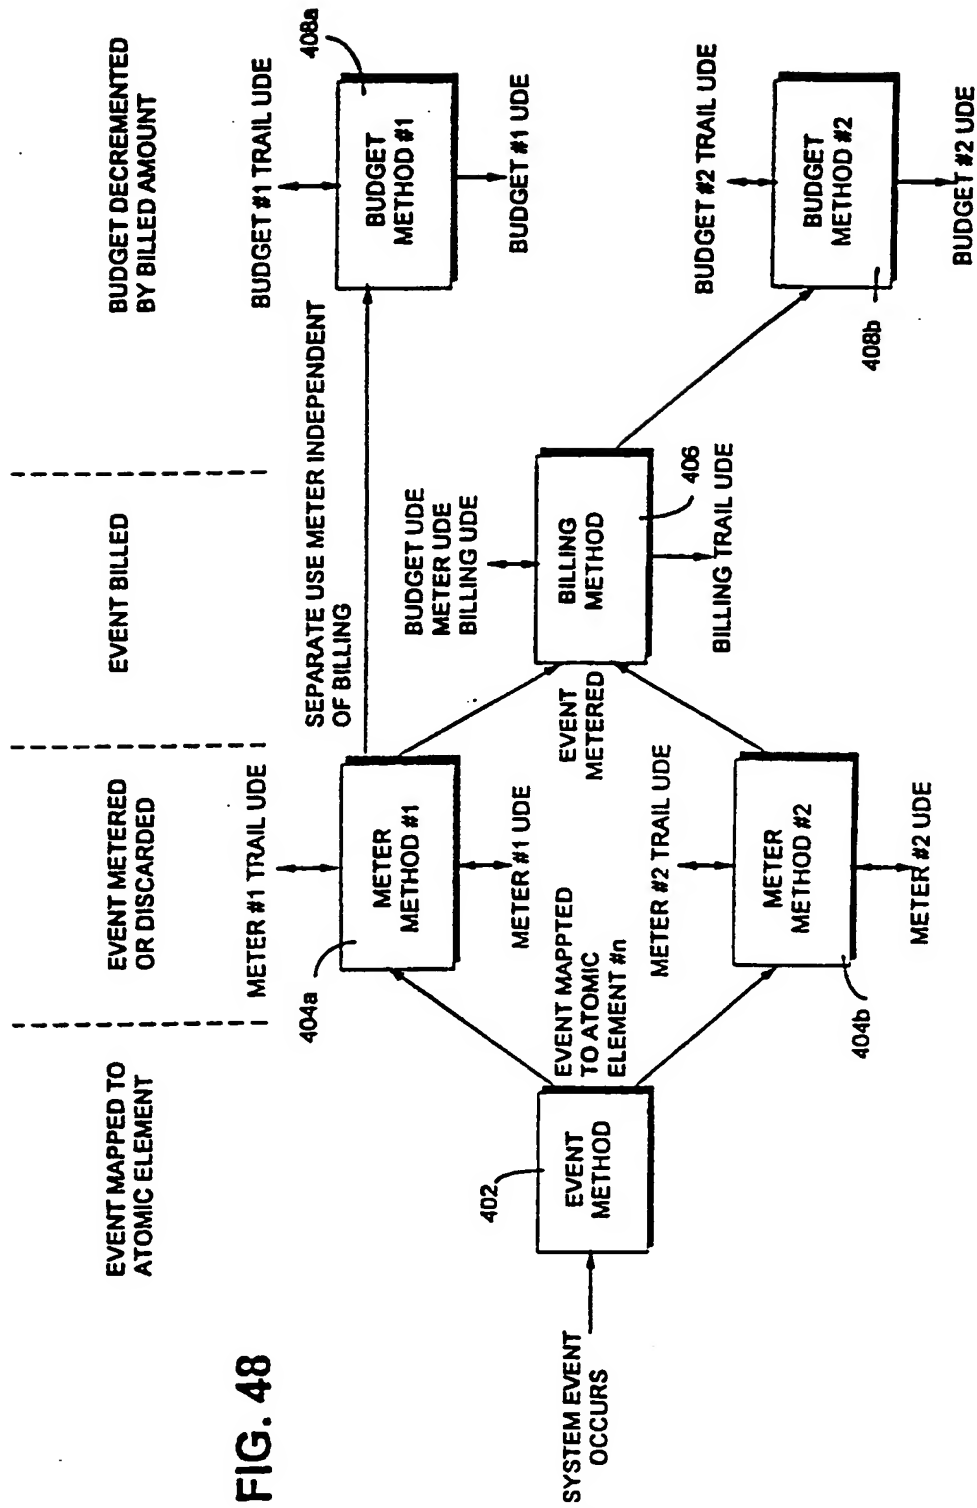 FIG. 48
EVENT MAPPED TO
ATOMIC ELEMENT
EVENT METERED
OR DISCARDED
EVENT BILLED
BUDGET DECREMENTED
BY BILLED AMOUNT
SYSTEM EVENT
OCCURS
402
EVENT
METHOD
EVENT MAPPTED
TO ATOMIC
ELEMENT #n
METER #1 TRAIL UDE
404a
METER
METHOD #1
METER #1 UDE
METER #2 TRAIL UDE
METER
METHOD #2
404b
METER #2 UDE
SEPARATE USE METER INDEPENDENT
OF BILLING
EVENT
METERED
BUDGET UDE
METER UDE
BILLING UDE
BILLING
METHOD
406
BILLING TRAIL UDE
BUDGET #1 TRAIL UDE
408a
BUDGET
METHOD #1
BUDGET #1 UDE
BUDGET #2 TRAIL UDE
BUDGET
METHOD #2
408b
BUDGET #2 UDE